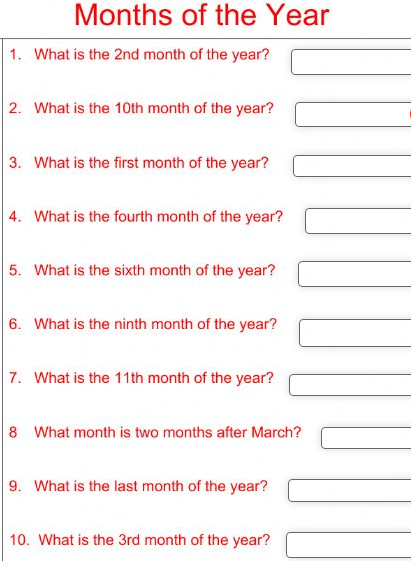 Months of the Year
1. What is the 2nd month of the year?
2. What is the 10th month of the year?
3. What is the first month of the year?
4. What is the fourth month of the year?
5. What is the sixth month of the year?
6. What is the ninth month of the year?
7. What is the 11th month of the year?
8 What month is two months after March?
9. What is the last month of the year?
10. What is the 3rd month of the year?